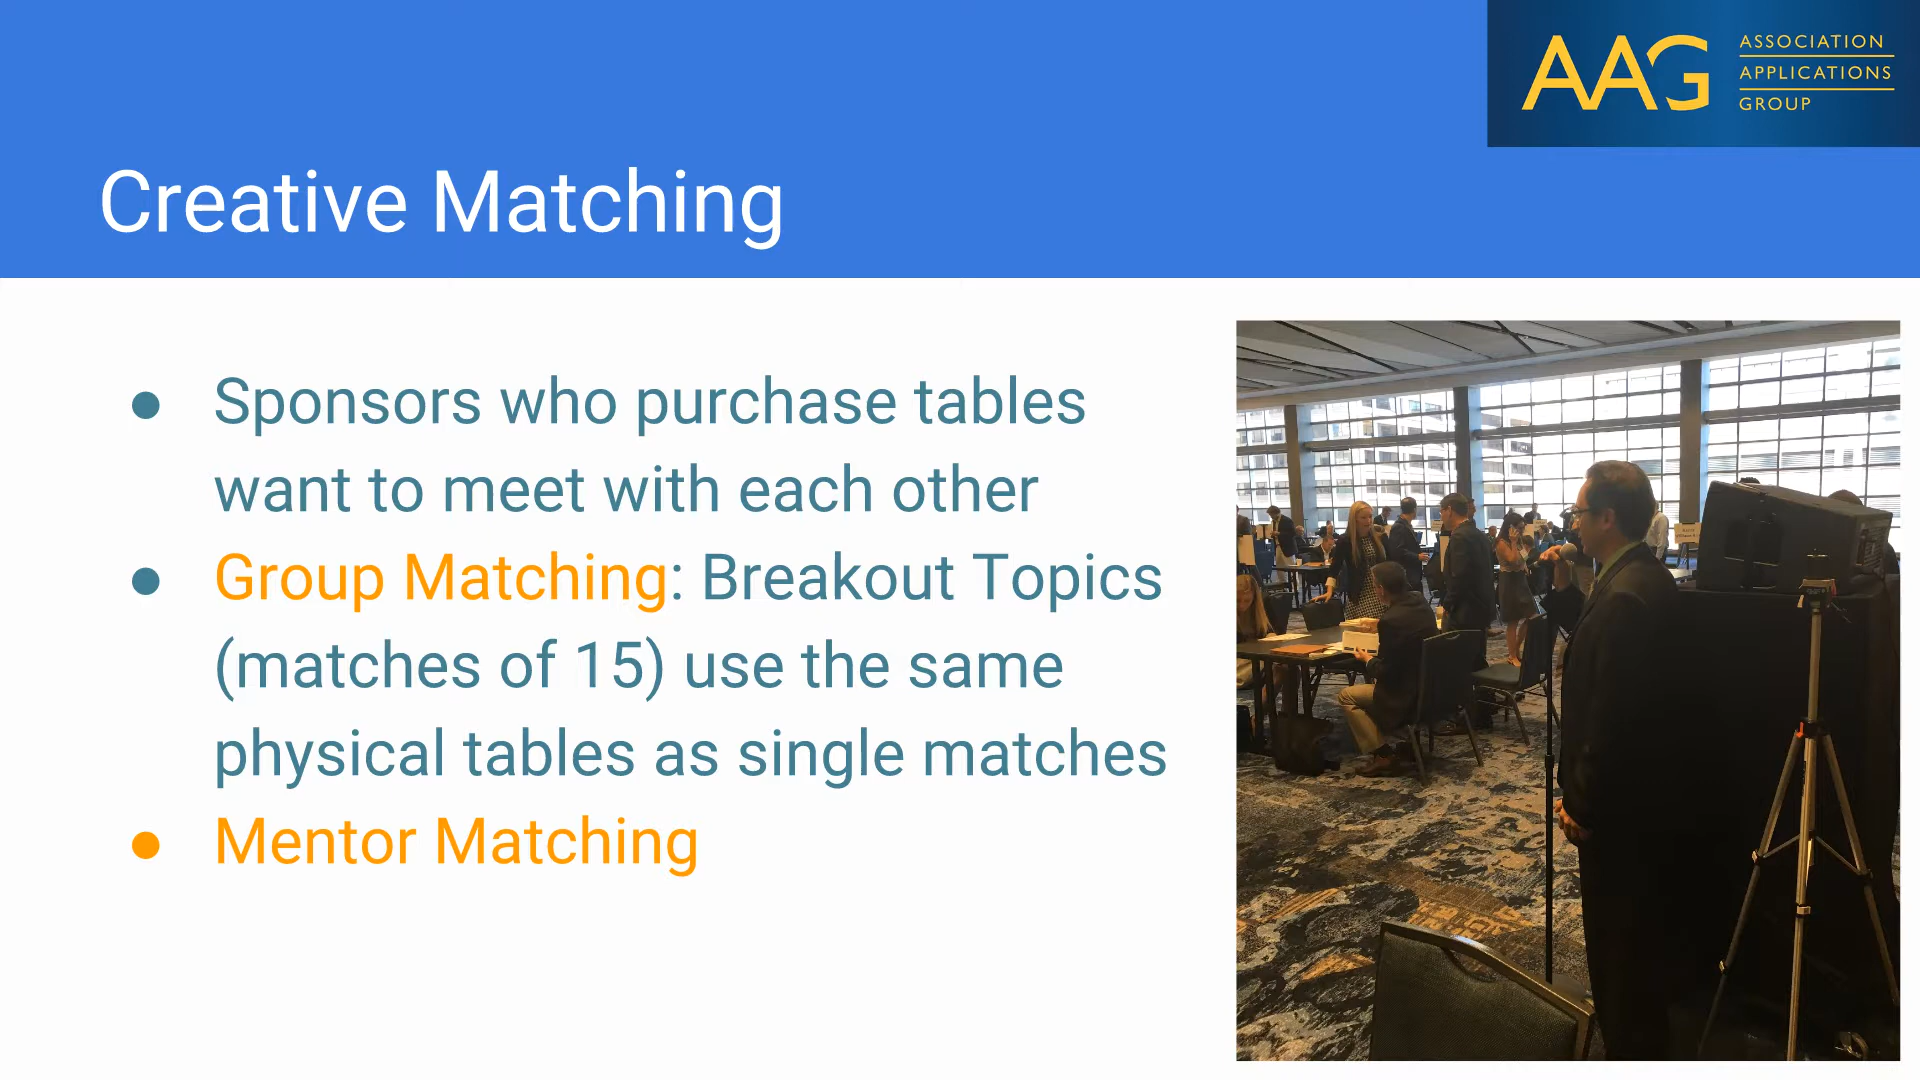 AAG
ASSOCIATION
APPLICATIONS
GROUP
Creative Matching
● Sponsors who purchase tables
want to meet with each other
● Group Matching: Breakout Topics
(matches of 15) use the same
physical tables as single matches
● Mentor Matching